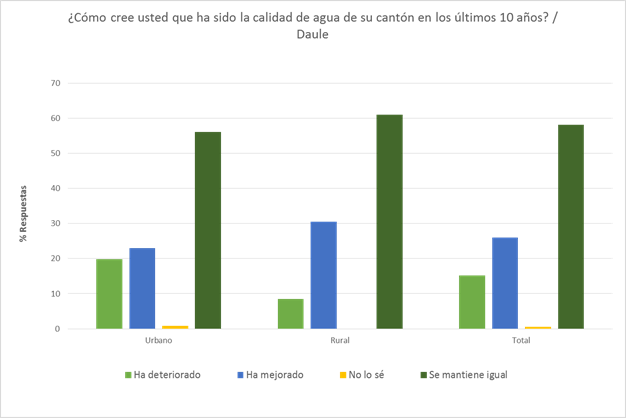 ¿Cómo cree usted que ha sido la calidad de agua de su cantón en los últimos 10 años? /
Daule
70
60
50
40
30
20
10
0
% Respuestas
Urbano Rural Total
Ha deteriorado Ha mejorado No lo sé Se mantiene igual